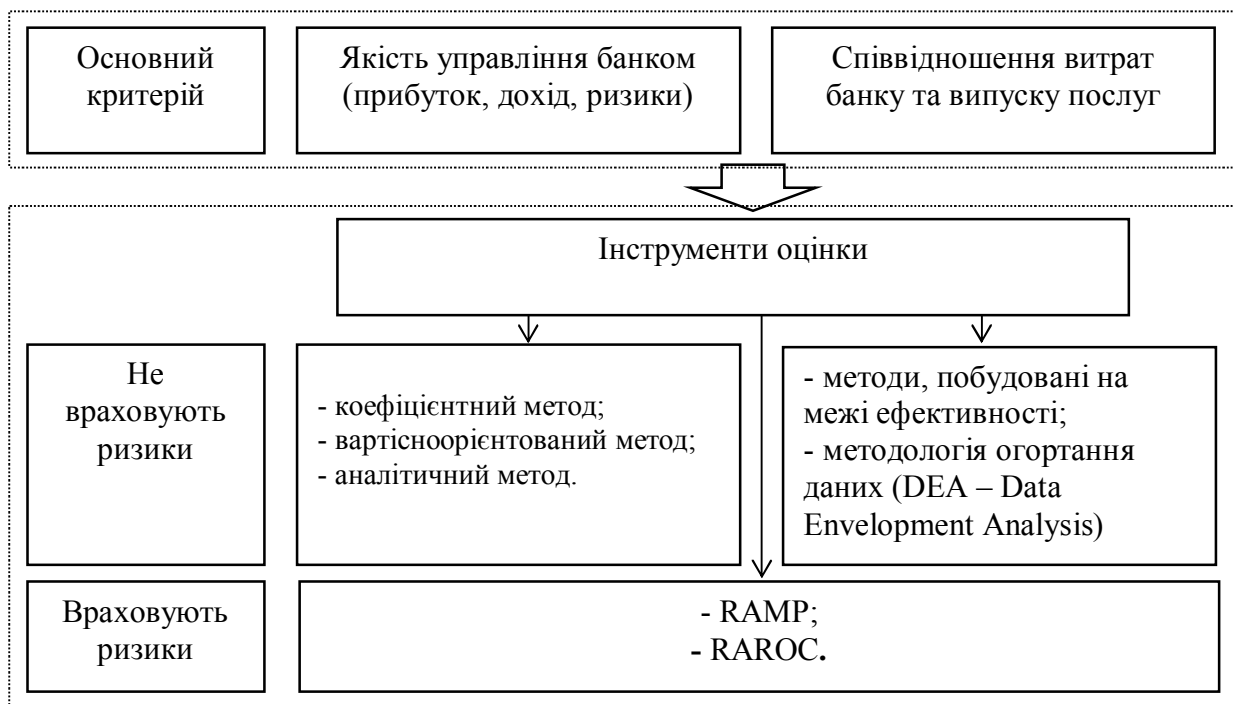 Основний
критерій
Якість управління банком
(прибуток, дохід, ризики)
Співвідношення витрат
банку та випуску послуг
Інструменти оцінки
Не
враховують
ризики
- коефіцієнтний метод;
- вартісноорієнтований метод;
- аналітичний метод.
- методи, побудовані на
межі ефективності;
- методологія огортання
даних (DEA – Data
Envelopment Analysis)
Враховують
ризики
- RAMP;
- RAROC.